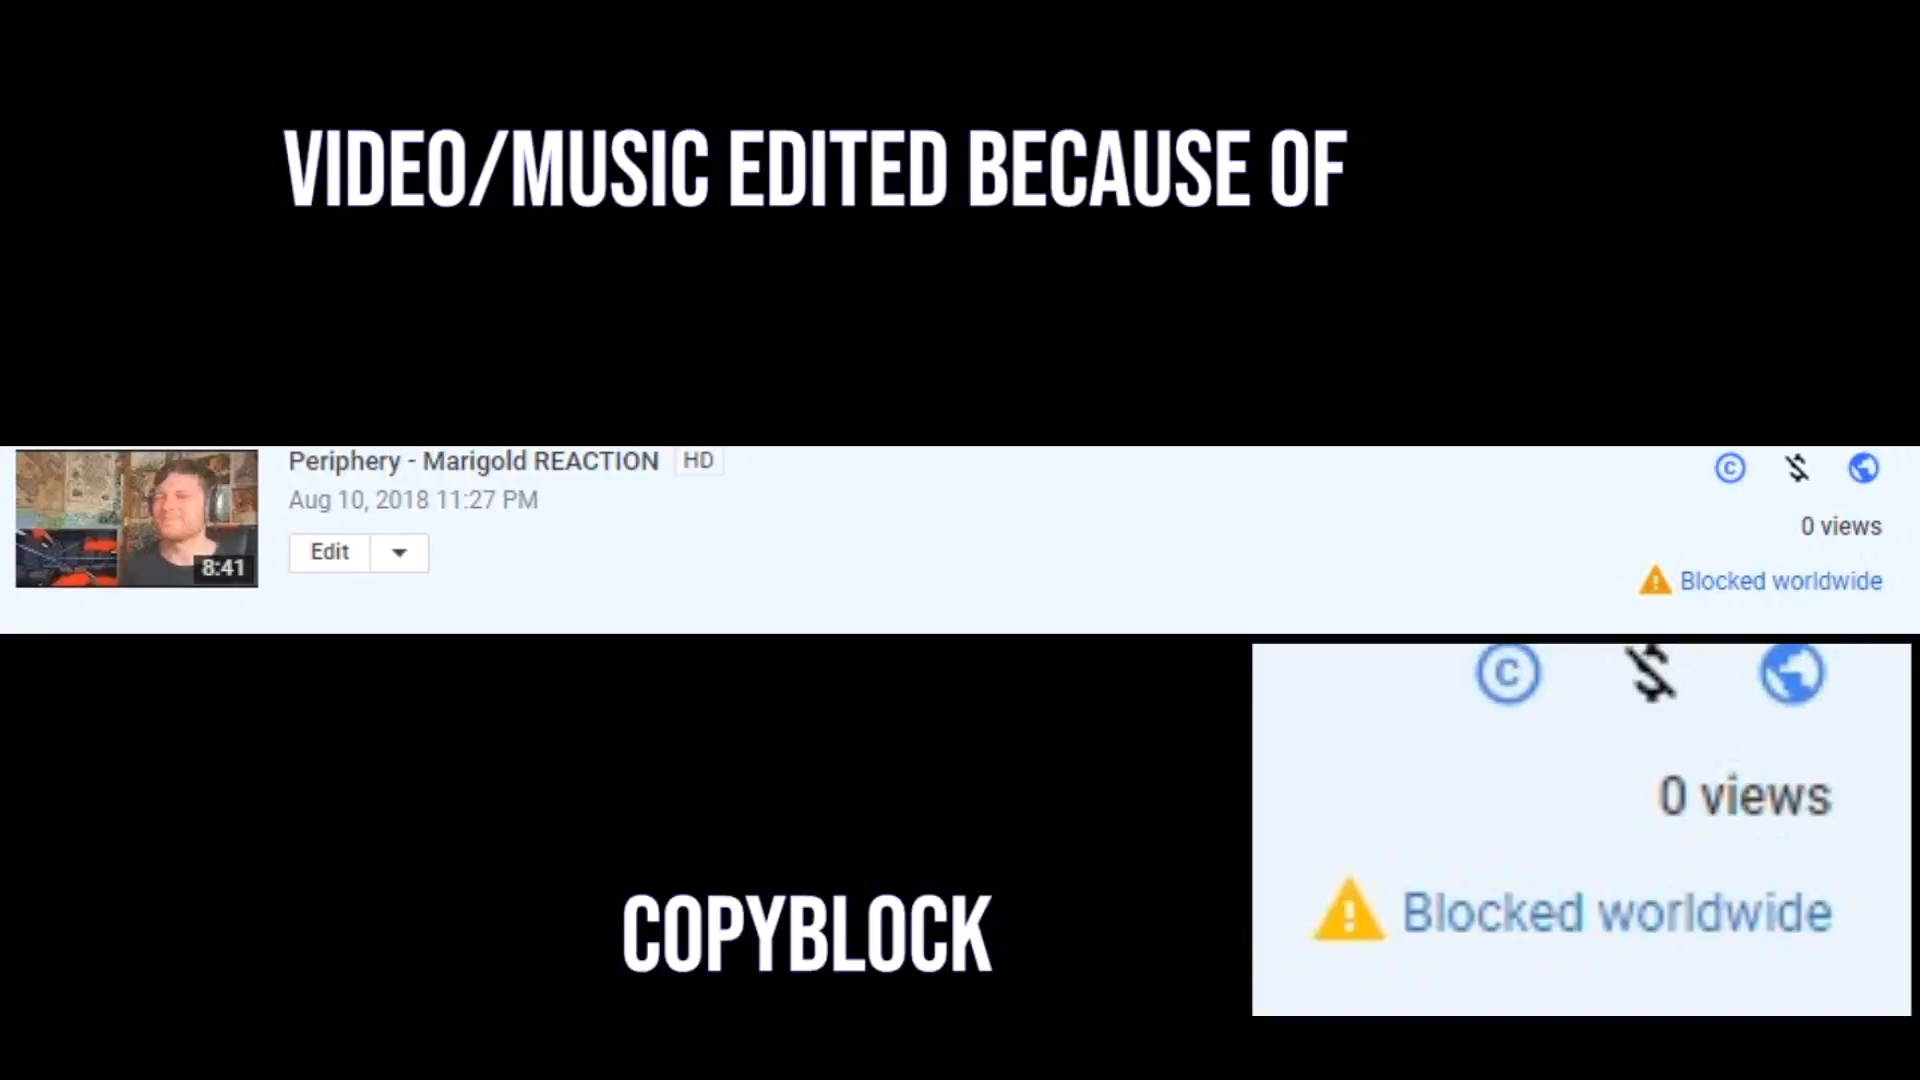 VIDEO/MUSIC EDITED BECAUSE OF
Periphery - Marigold REACTION HD
Aug 10, 2018 11:27 PM
8:41
Edit
0 views
Blocked worldwide
0 views
Blocked worldwide
COPYBLOCK